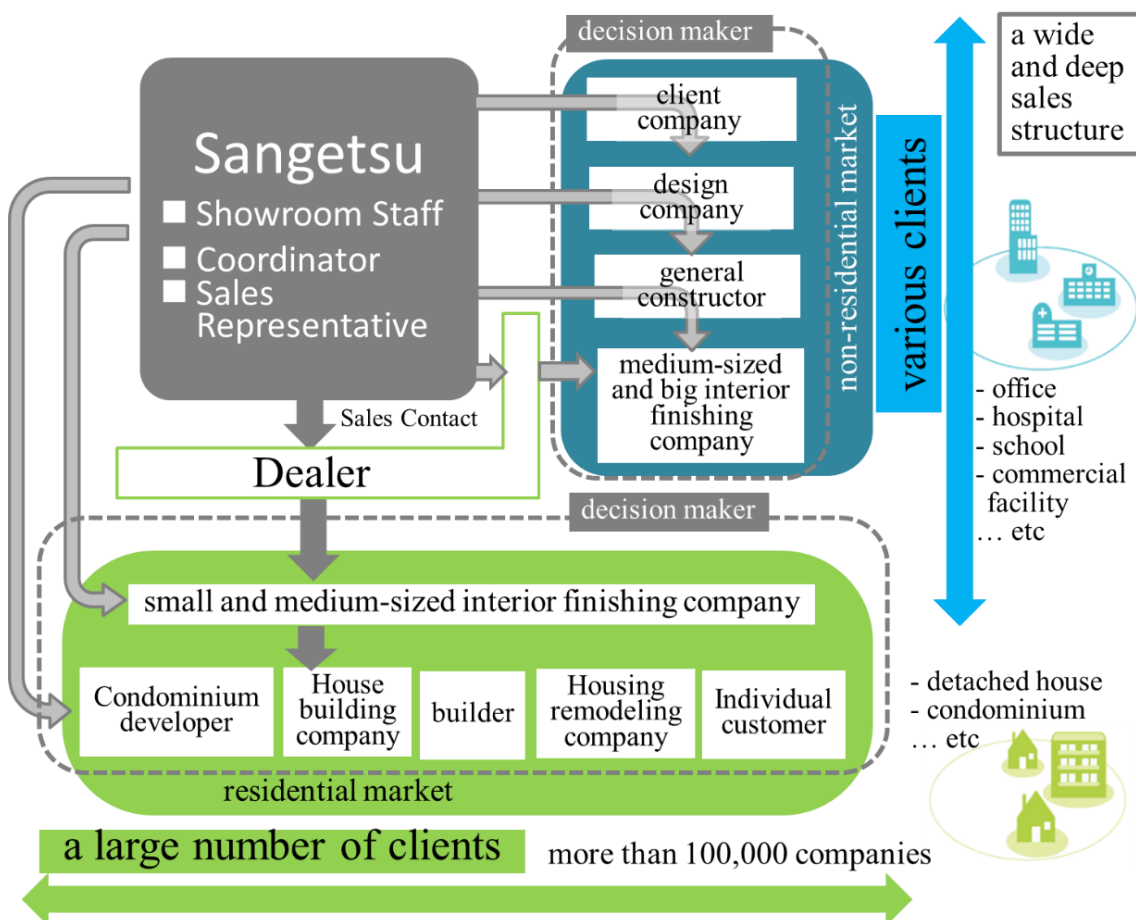 Sangetsu
Showroom Staff
Coordinator
Sales
Representative
decision maker
client
company
design
company
general
constructor
medium-sized
and big interior
finishing
company
non-residential market
various clients
a wide
and deep
sales
structure
- office
- hospital
- school
- commercial
facility
... etc
Sales Contact
Dealer
decision maker
small and medium-sized interior finishing company
Condominium
developer
House
building
company
builder
Housing
remodeling
company
Individual
customer
residential market
- detached house
- condominium
... etc
a large number of clients
more than 100,000 companies